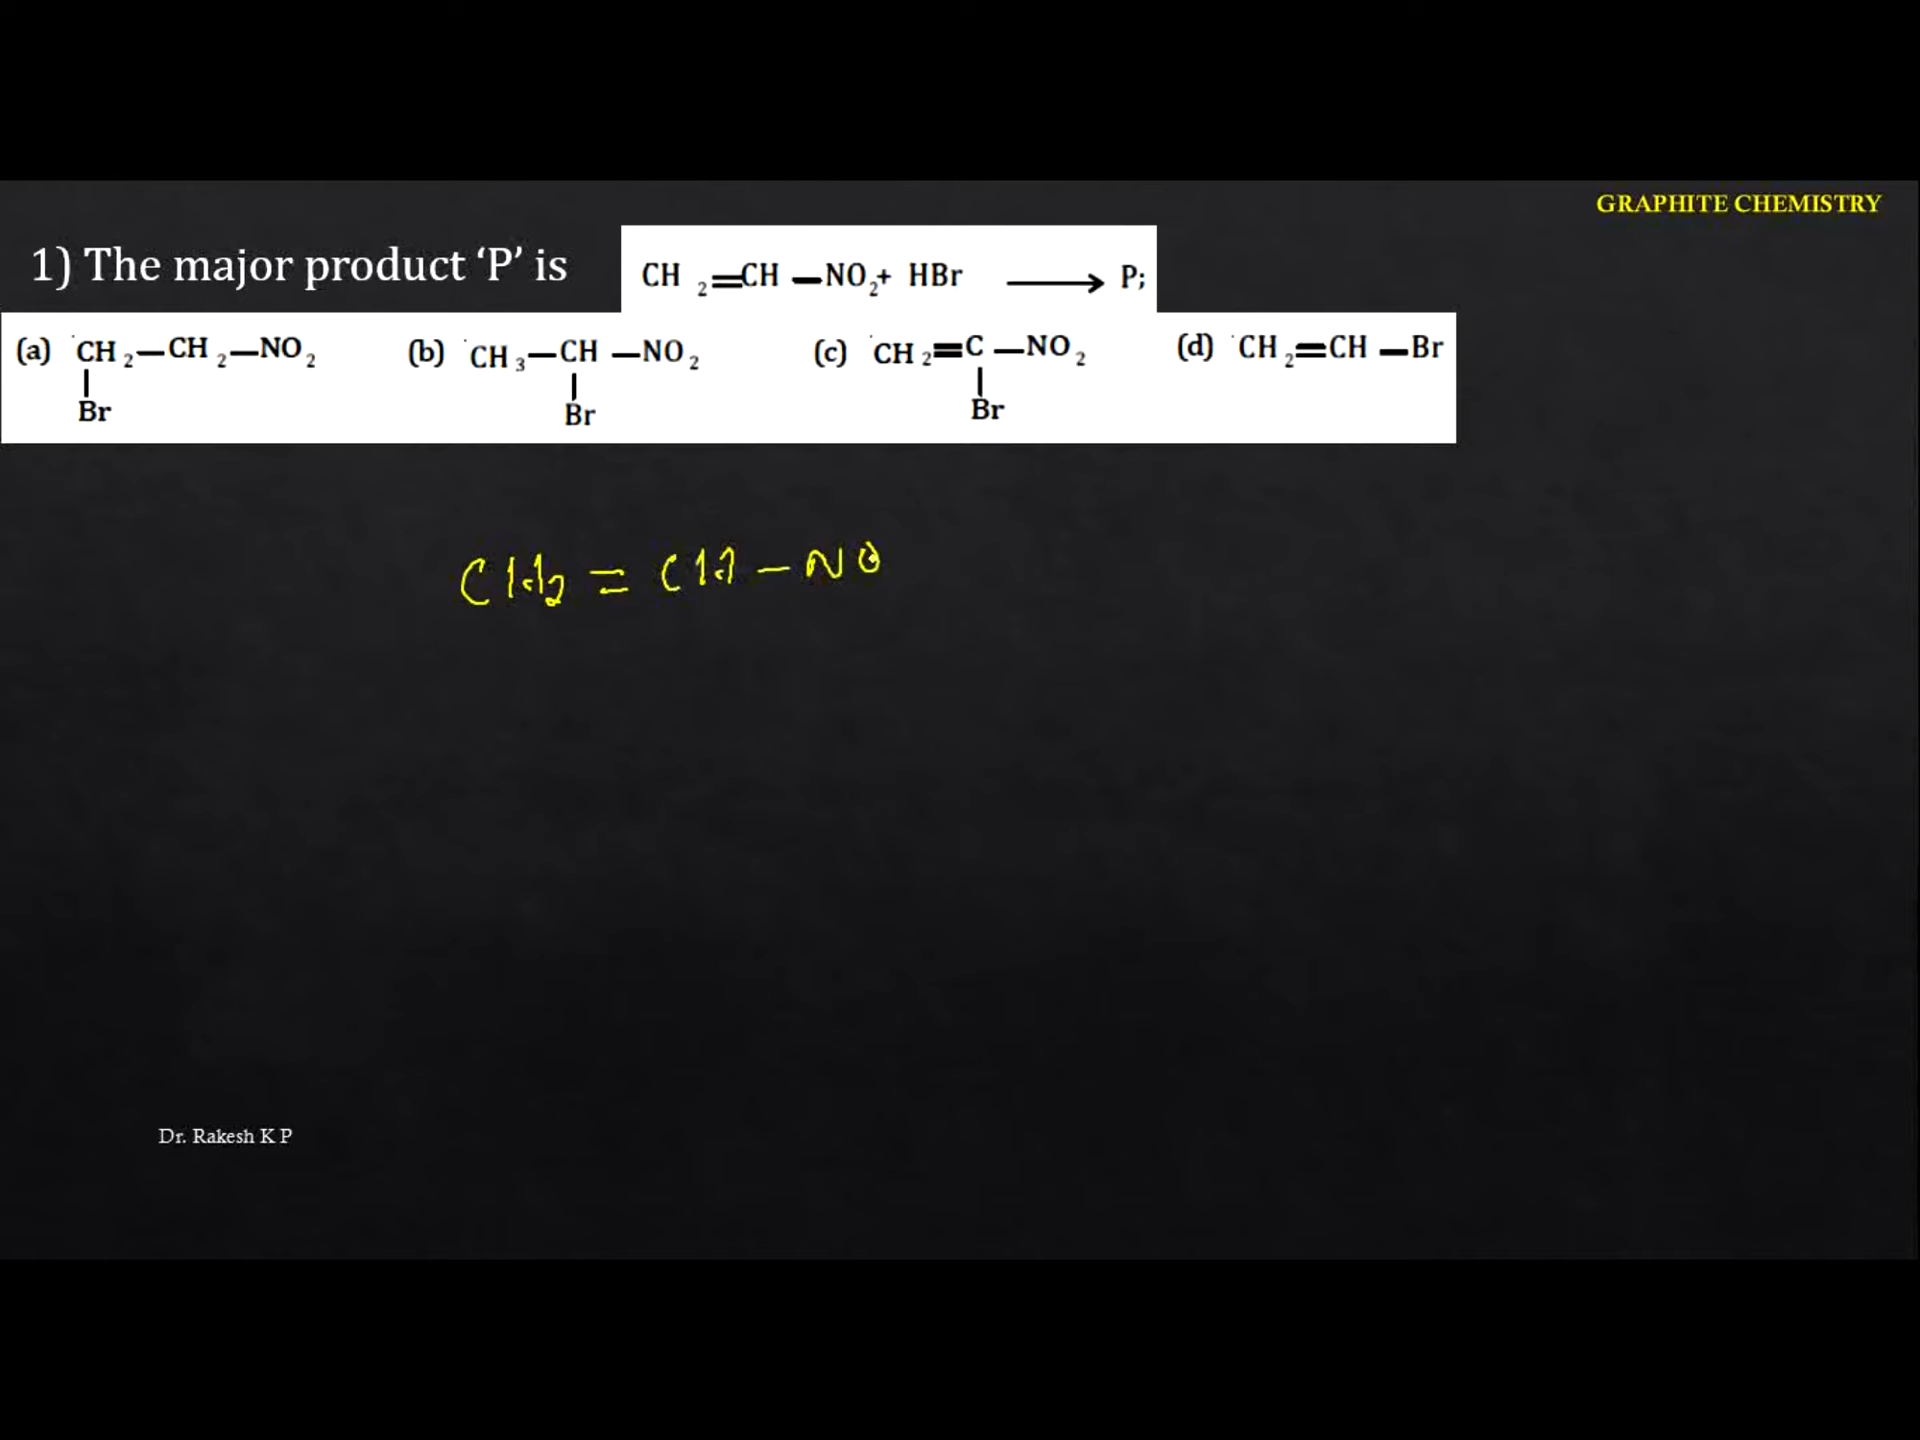 GRAPHITE CHEMISTRY
1) The major product ‘P’ is
CH₂=CH—NO₂+ HBr ⟶ P;
(a) CH₂—CH₂—NO₂ (b) CH₃—CH—NO₂ (c) CH₂≡C—NO₂ (d) CH₂=CH—Br
Br Br Br
CH₂ = CH – NO
Dr. Rakesh K P